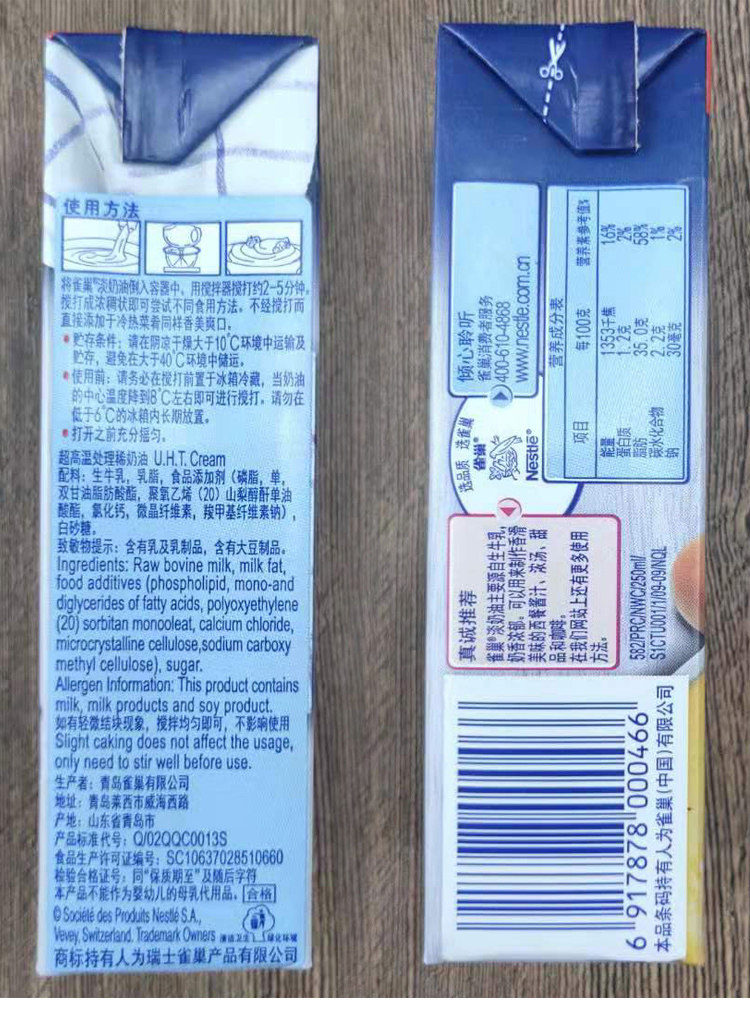 使用方法
将雀巢®淡奶油倒入容器中，用搅拌器搅打约2-5分钟，
搅打成浓稠状即可尝试不同食用方法。不经搅打而
直接添加于冷热菜肴同样香美爽口。
• 贮存条件：请在阴凉干燥大于10℃环境中运输及
贮存，避免在大于40℃环境中储运。
• 使用前：请务必在搅打前置于冰箱冷藏，当奶油
的中心温度降到8℃左右即可进行搅打。请勿在
低于6℃的冰箱内长期放置。
• 打开之前充分摇匀。
超高温处理稀奶油 U.H.T. Cream
配料：生牛乳，乳脂，食品添加剂（磷脂，单，
双甘油脂肪酸酯，聚氧乙烯（20）山梨醇酐单油
酸酯，氯化钙，微晶纤维素，羧甲基纤维素钠），
白砂糖。
致敏物提示：含有乳及乳制品，含有大豆制品。
Ingredients: Raw bovine milk, milk fat,
food additives (phospholipid, mono-and
diglycerides of fatty acids, polyoxyethylene
(20) sorbitan monooleat, calcium chloride,
microcrystalline cellulose,sodium carboxy
methyl cellulose), sugar.
Allergen Information: This product contains
milk, milk products and soy product.
如有轻微结块现象，搅拌均匀即可，不影响使用
Slight caking does not affect the usage,
only need to stir well before use.
生产者：青岛雀巢有限公司
地址：青岛莱西市威海西路
产地：山东省青岛市
产品标准代号：Q/02QQC0013S
食品生产许可证编号：SC10637028510660
检验合格证号：同“保质期至”及随后字符
本产品不能作为婴幼儿的母乳代用品。合格
© Société des Produits Nestlé S.A.,
Vevey, Switzerland. Trademark Owners
清洁卫生 绿化环境
商标持有人为瑞士雀巢产品有限公司
倾心聆听
雀巢消费者服务
400-610-4868
www.nestle.com.cn
营养成分表
项目 每100克 营养素参考值%
能量 1353千焦 16%
蛋白质 1.2克 2%
脂肪 35.0克 58%
碳水化合物 2.2克 1%
钠 30毫克 2%
选品质 选雀巢
雀巢®
Nestlé®
真诚推荐
雀巢®淡奶油主要源自生牛乳，
奶香浓郁。可以用来制作香滑
美味的西餐酱汁、浓汤、甜
品和咖啡。
在我们网站上还有更多使用
方法。
582/PRC/NWC/250ml/
S1CTU001/1/09-09/NQL
6 917878 000466
本品条码持有人为雀巢(中国)有限公司